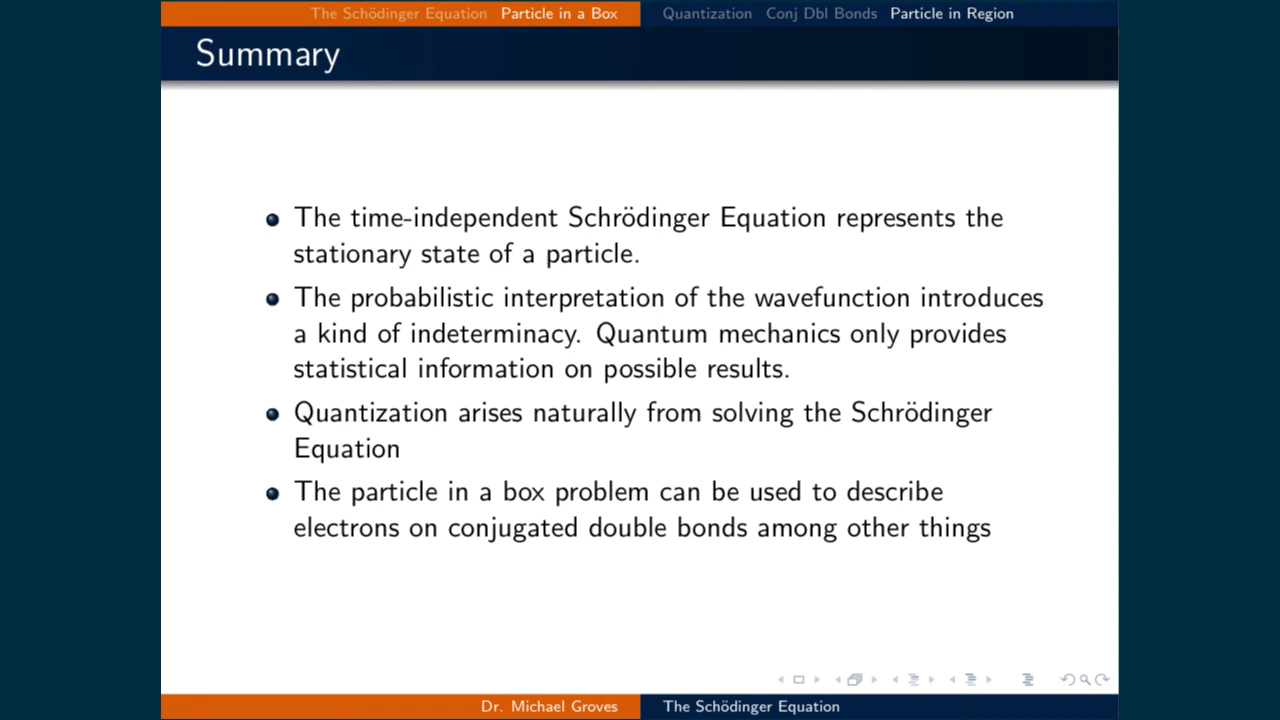 The Schödinger Equation Particle in a Box Quantization Conj Dbl Bonds Particle in Region
Summary
The time-independent Schrödinger Equation represents the
stationary state of a particle.
The probabilistic interpretation of the wavefunction introduces
a kind of indeterminacy. Quantum mechanics only provides
statistical information on possible results.
Quantization arises naturally from solving the Schrödinger
Equation
The particle in a box problem can be used to describe
electrons on conjugated double bonds among other things
Dr. Michael Groves The Schödinger Equation